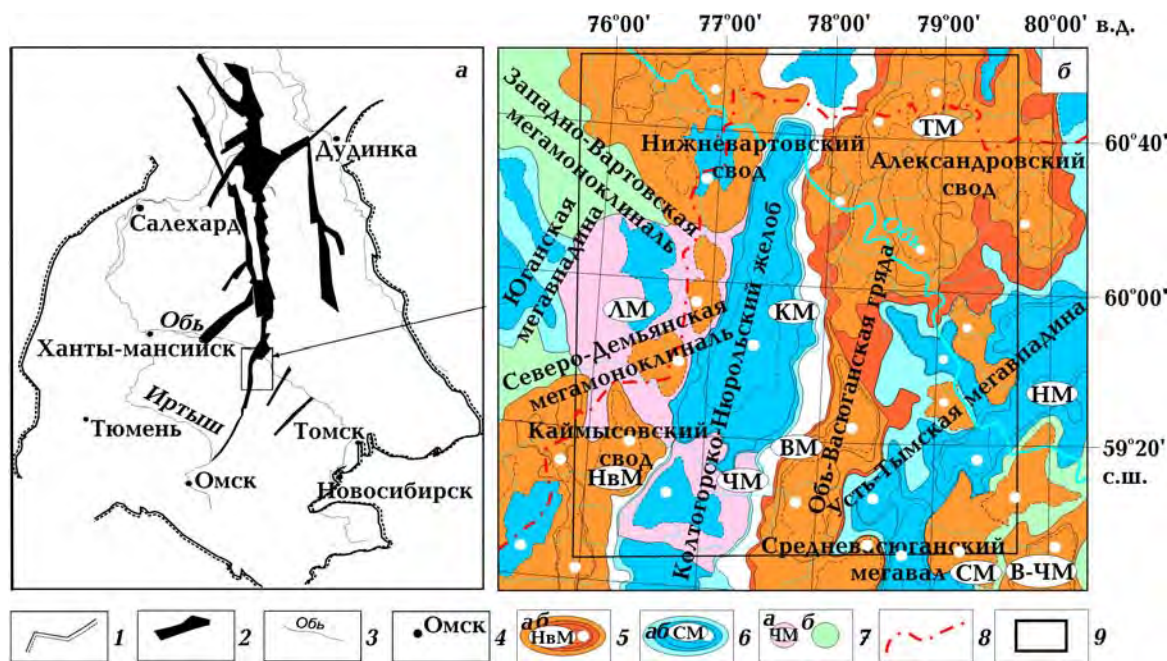 76°00' 77°00' 78°00' 79°00' 80°00' в.д.
а
Дудинка
Салехард
Обь
Ханты-мансийск
Иртыш
Тюмень
Томск
Омск
Новосибирск
б
Западно-Вартовская
мегамоноклиналь
Нижневартовский
свод
ТМ
Александровский
свод
60°40'
Юганская
мегавпадина
Обь
ЛМ
КМ
60°00'
Северо-Демьянская
мегамоноклиналь
Колтогорско-Нюрольский желоб
Обь-Васюганская гряда
Усть-Тымская мегавпадина
НМ
Каймысовский
свод
НвМ
ЧМ
ВМ
59°20'
с.ш.
Средневасюганский
мегавал
СМ
В-ЧМ
1
2
Обь 3
Омск 4
а б НвМ 5
а б СМ 6
а ЧМ б 7
8
9